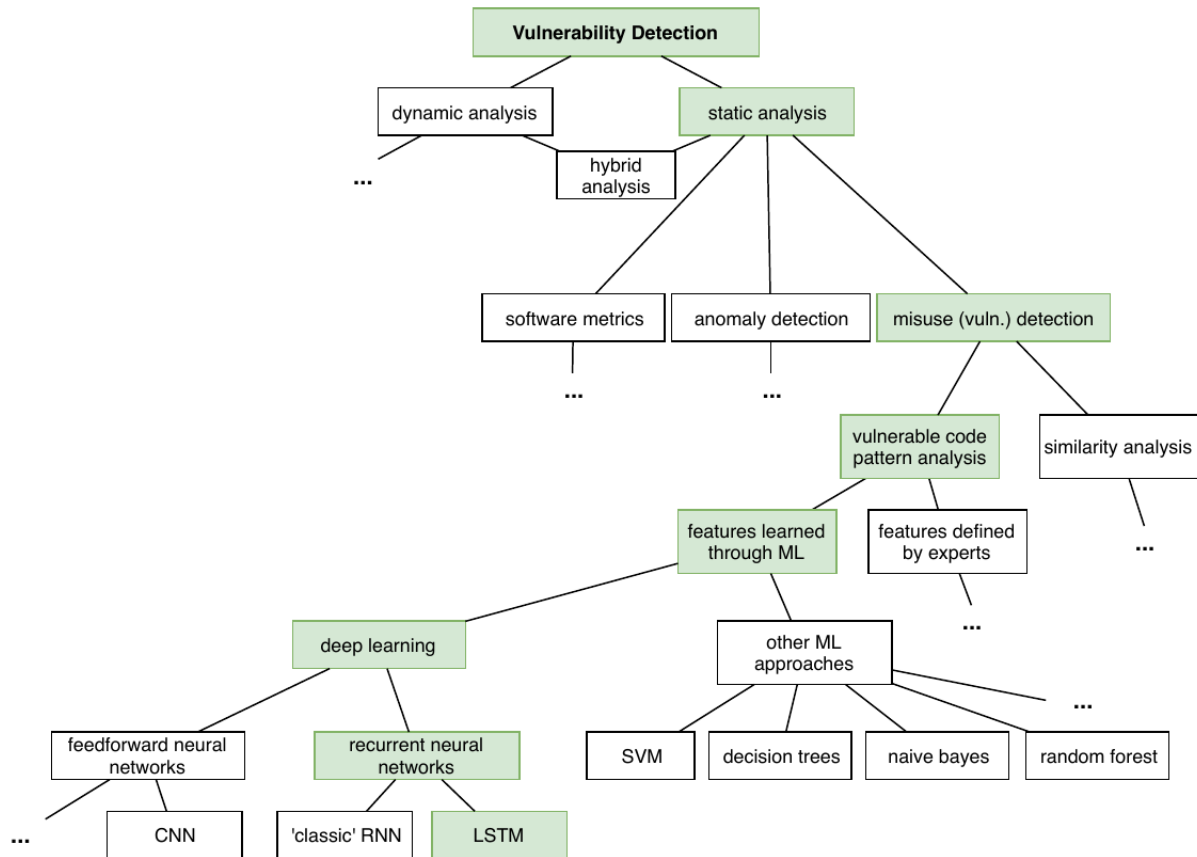 Vulnerability Detection
dynamic analysis
static analysis
hybrid
analysis
...
software metrics
anomaly detection
misuse (vuln.) detection
...
...
vulnerable code
pattern analysis
similarity analysis
features learned
through ML
features defined
by experts
...
...
deep learning
other ML
approaches
...
feedforward neural
networks
recurrent neural
networks
SVM
decision trees
naive bayes
random forest
...
CNN
'classic' RNN
LSTM